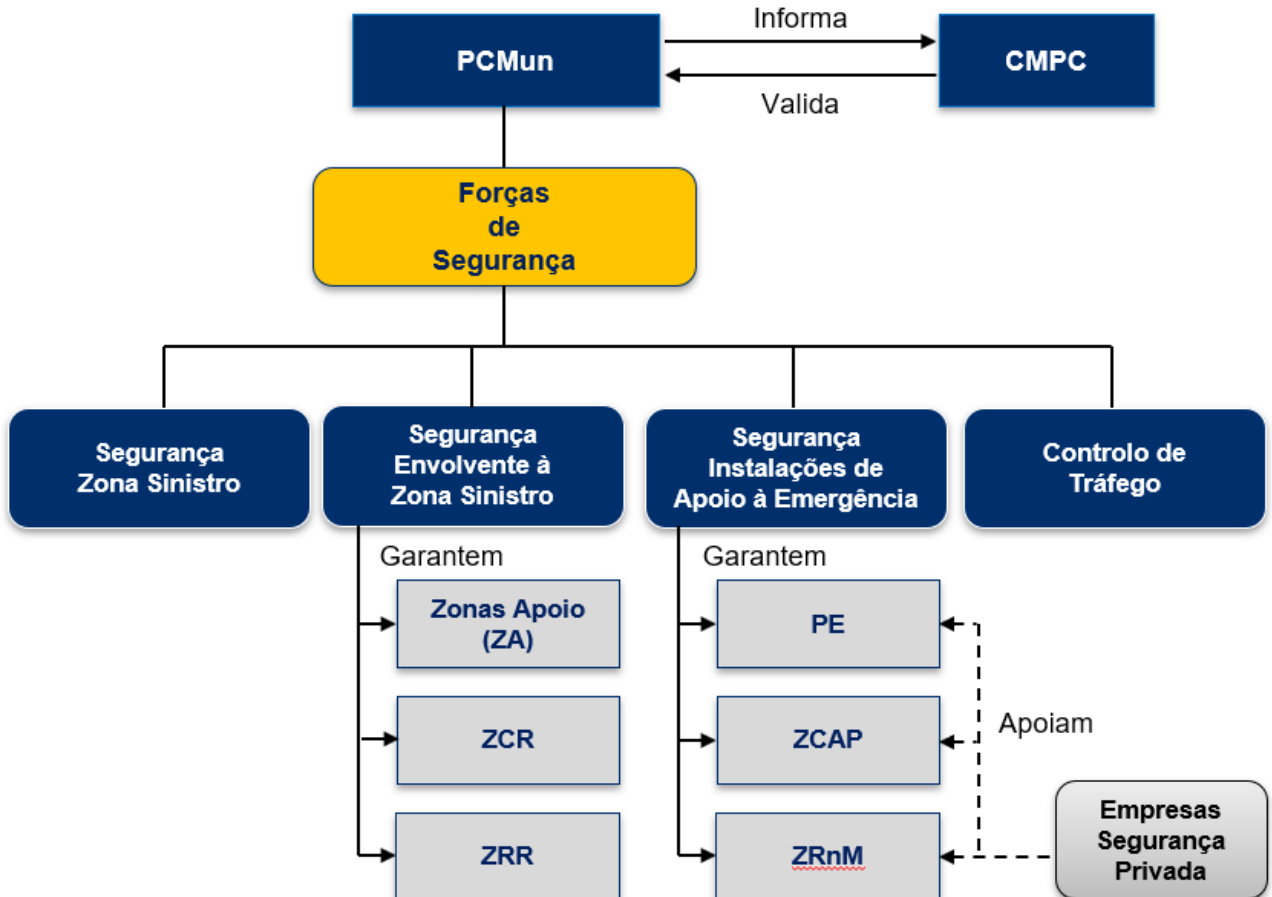 Informa
PCMun
CMPC
Valida
Forças
de
Segurança
Segurança
Zona Sinistro
Segurança
Envolvente à
Zona Sinistro
Segurança
Instalações de
Apoio à Emergência
Controlo de
Tráfego
Garantem
Garantem
Zonas Apoio
(ZA)
PE
ZCR
ZCAP
Apoiam
ZRR
ZRnM
Empresas
Segurança
Privada